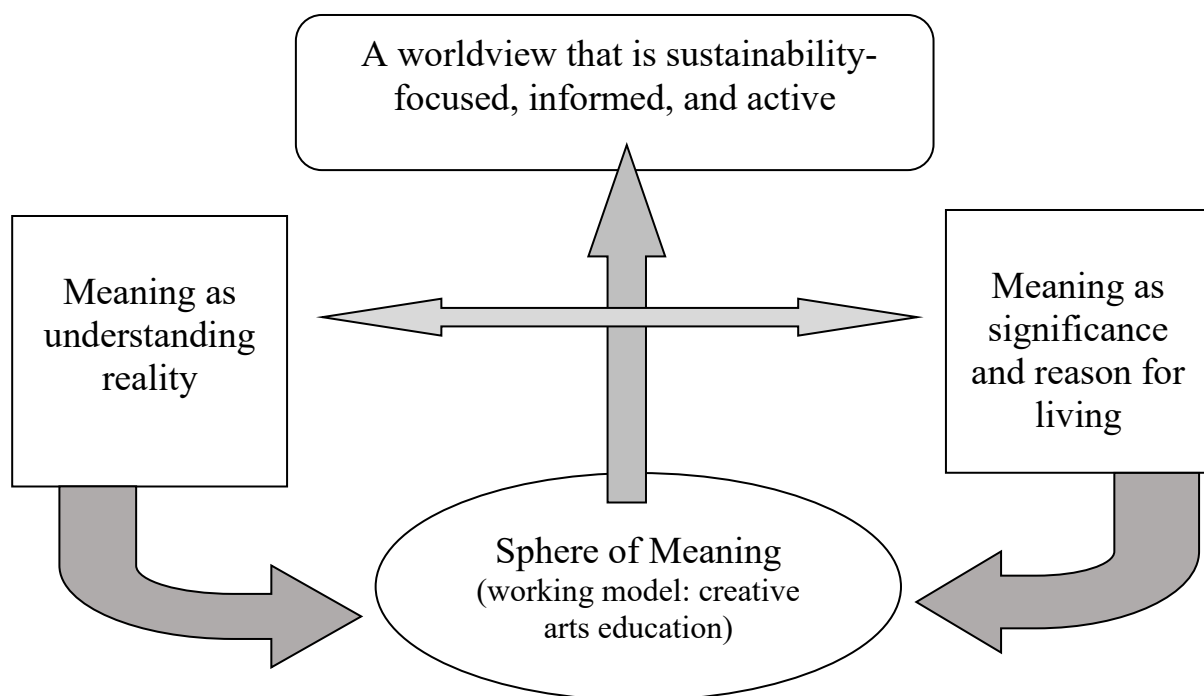 A worldview that is sustainability-
focused, informed, and active
Meaning as
understanding
reality
Meaning as
significance
and reason for
living
Sphere of Meaning
(working model: creative
arts education)